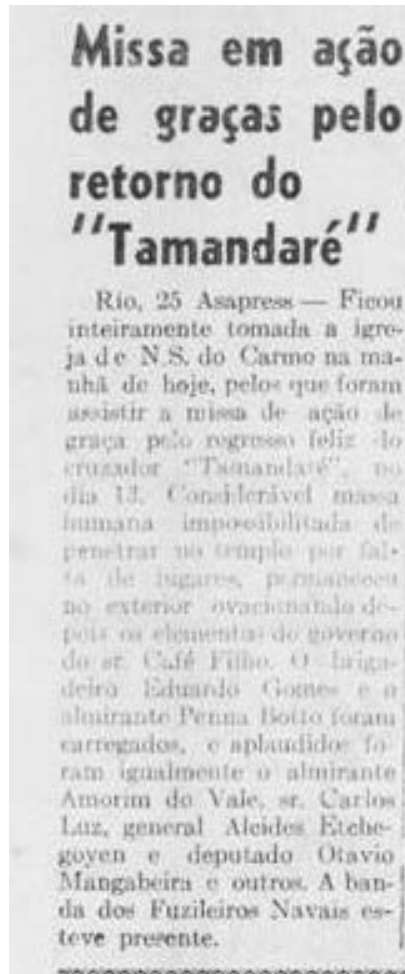 Missa em ação
de graças pelo
retorno do
"Tamandaré"
Rio, 25 Asapress — Ficou
inteiramente tomada a igre-
ja de N.S. do Carmo na ma-
nhã de hoje, pelos que foram
assistir a missa de ação de
graça pelo regresso feliz do
cruzador "Tamandaré", no
dia 13. Considerável massa
humana impossibilitada de
penetrar no templo por fal-
ta de lugares, permaneceu
no exterior ovacionando de-
pois os elementos do governo
do sr. Café Filho. O briga-
deiro Eduardo Gomes e o
almirante Penna Botto foram
carregados, e aplaudidos fo-
ram igualmente o almirante
Amorim do Vale, sr. Carlos
Luz, general Alcides Etche-
goyen e deputado Otavio
Mangabeira e outros. A ban-
da dos Fuzileiros Navais es-
teve presente.